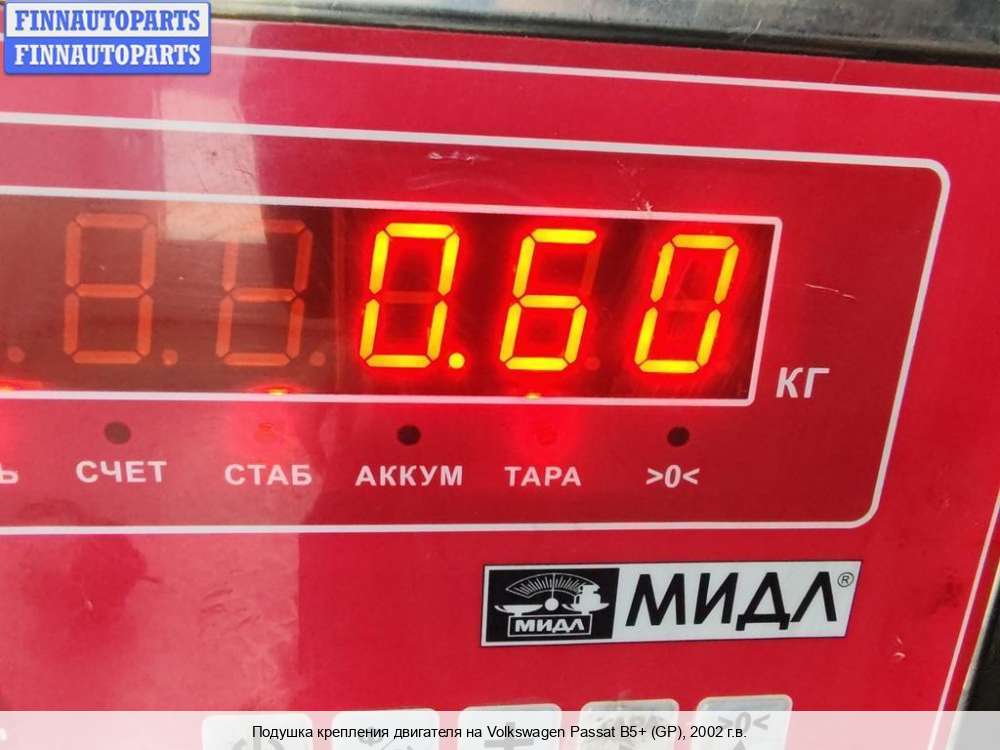 FINNAUTOPARTS
FINNAUTOPARTS
0.60
КГ
СЧЕТ СТАБ АККУМ ТАРА >0<
МИДЛ МИДЛ®
>0<
Подушка крепления двигателя на Volkswagen Passat B5+ (GP), 2002 г.в.